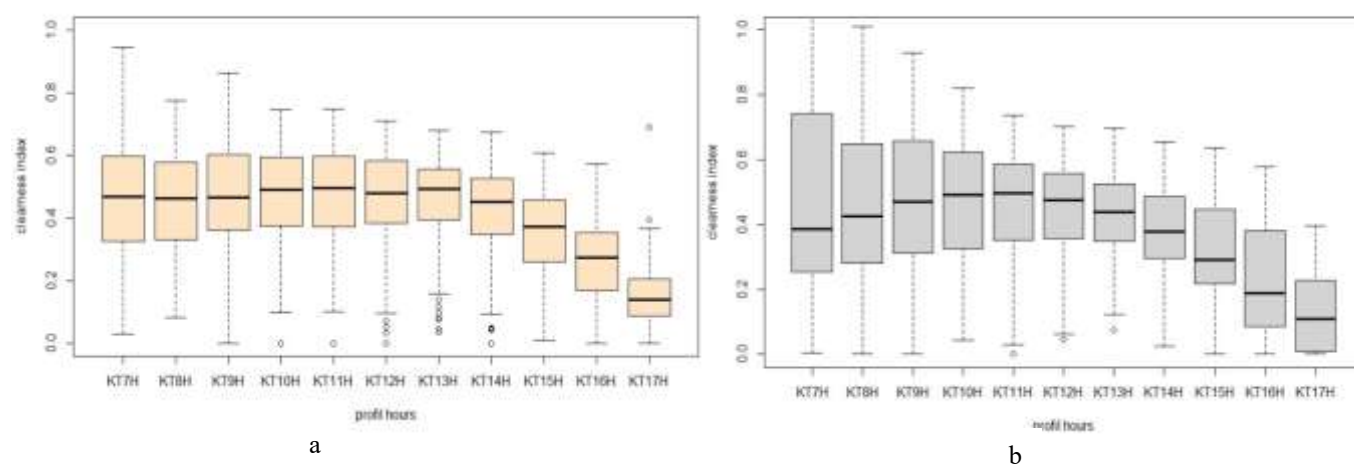 1.0
0.8
0.6
0.4
0.2
0.0
clearness index
KT7H KT8H KT9H KT10H KT11H KT12H KT13H KT14H KT15H KT16H KT17H
profil hours
a
1.0
0.8
0.6
0.4
0.2
0.0
clearness index
KT7H KT8H KT9H KT10H KT11H KT12H KT13H KT14H KT15H KT16H KT17H
profil hours
b